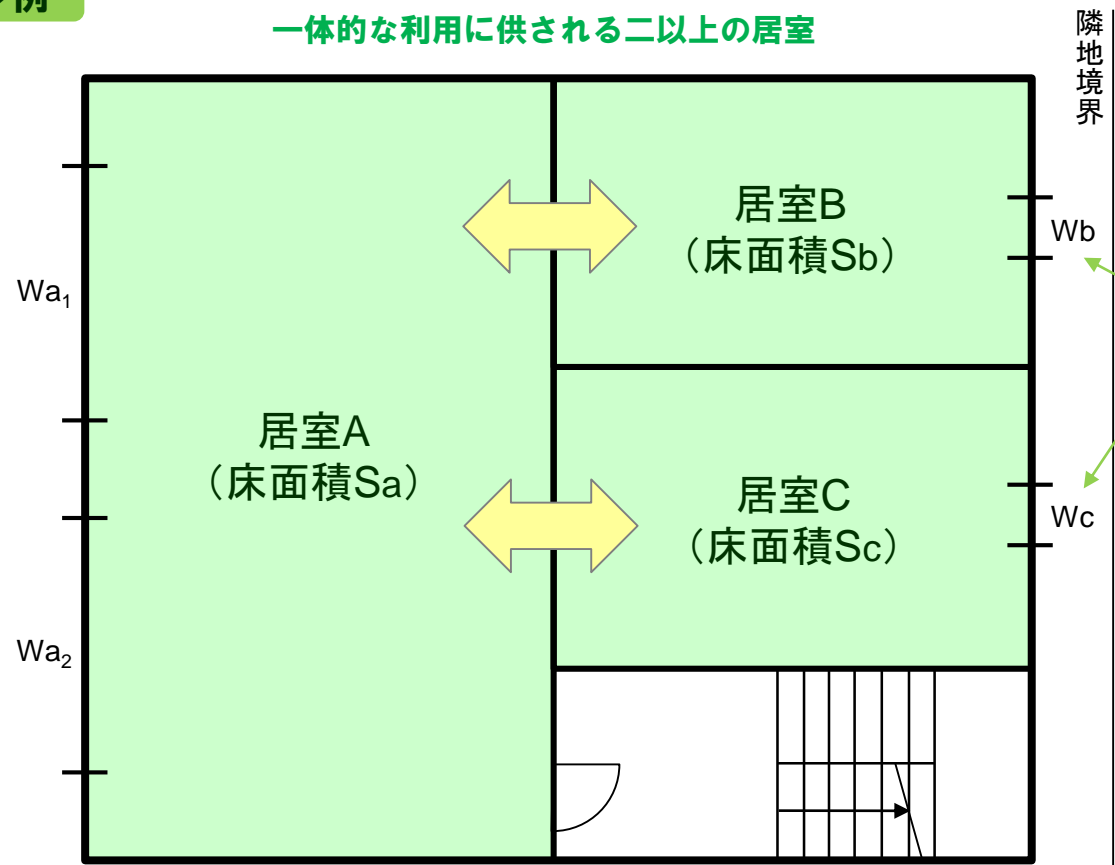 例
一体的な利用に供される二以上の居室
隣地境界
居室B
（床面積Sb）
Wb
Wa₁
居室A
（床面積Sa）
居室C
（床面積Sc）
Wc
Wa₂